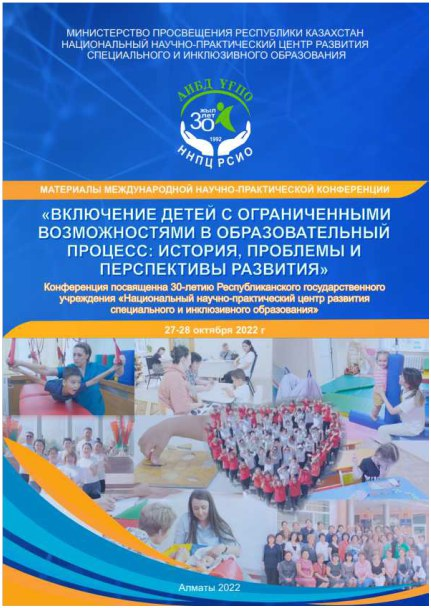 МИНИСТЕРСТВО ПРОСВЕЩЕНИЯ РЕСПУБЛИКИ КАЗАХСТАН
НАЦИОНАЛЬНЫЙ НАУЧНО-ПРАКТИЧЕСКИЙ ЦЕНТР РАЗВИТИЯ
СПЕЦИАЛЬНОГО И ИНКЛЮЗИВНОГО ОБРАЗОВАНИЯ
АИБД ҮҒПО
30
жыл
лет
1992
ННПЦ РСИО
МАТЕРИАЛЫ МЕЖДУНАРОДНОЙ НАУЧНО-ПРАКТИЧЕСКОЙ КОНФЕРЕНЦИИ
«ВКЛЮЧЕНИЕ ДЕТЕЙ С ОГРАНИЧЕННЫМИ
ВОЗМОЖНОСТЯМИ В ОБРАЗОВАТЕЛЬНЫЙ
ПРОЦЕСС: ИСТОРИЯ, ПРОБЛЕМЫ И
ПЕРСПЕКТИВЫ РАЗВИТИЯ»
Конференция посвященна 30-летию Республиканского государственного
учреждения «Национальный научно-практический центр развития
специального и инклюзивного образования»
27-28 октября 2022 г
Алматы 2022